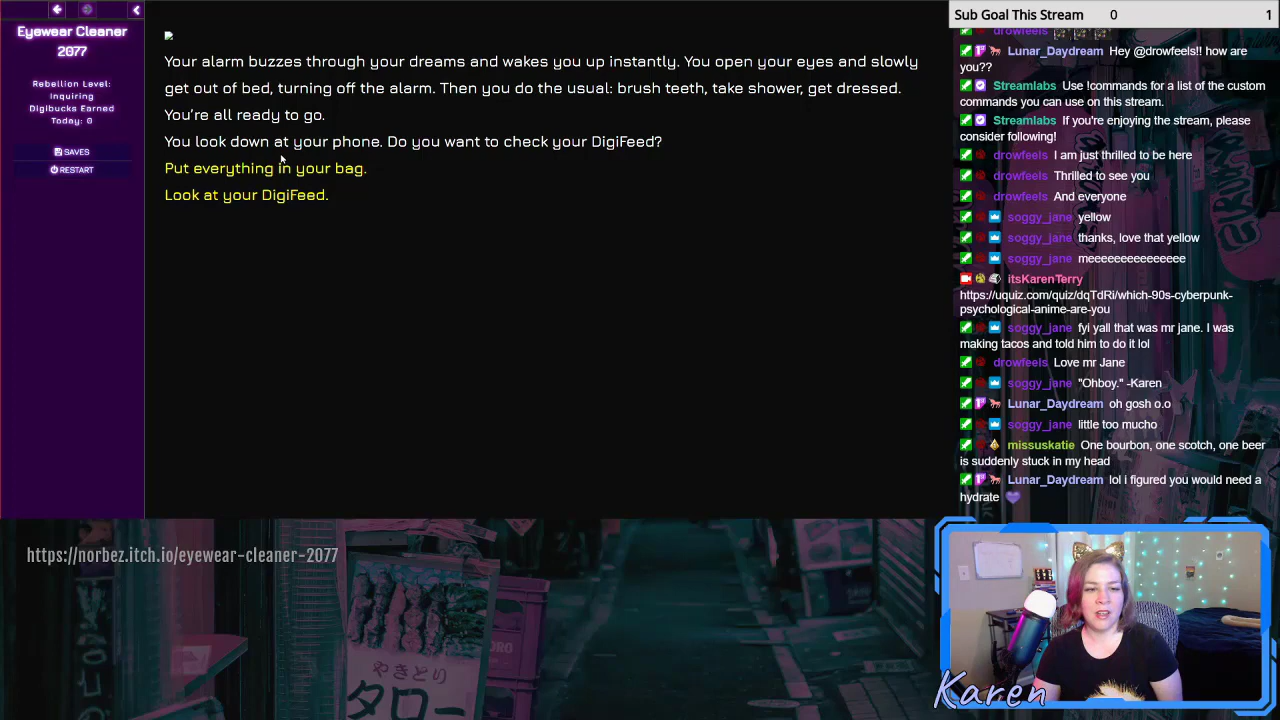 Eyewear Cleaner
2077
Rebellion Level:
Inquiring
Digibucks Earned
Today: 0
SAVES
RESTART
Your alarm buzzes through your dreams and wakes you up instantly. You open your eyes and slowly
get out of bed, turning off the alarm. Then you do the usual: brush teeth, take shower, get dressed.
You're all ready to go.
You look down at your phone. Do you want to check your DigiFeed?
Put everything in your bag.
Look at your DigiFeed.
https://norbez.itch.io/eyewear-cleaner-2077
やきとり
タロー
Sub Goal This Stream 0 1
drowfeels
Lunar_Daydream Hey @drowfeels!! how are
you??
Streamlabs Use !commands for a list of the custom
commands you can use on this stream.
Streamlabs If you're enjoying the stream, please
consider following!
drowfeels I am just thrilled to be here
drowfeels Thrilled to see you
drowfeels And everyone
soggy_jane yellow
soggy_jane thanks, love that yellow
soggy_jane meeeeeeeeeeeeeee
itsKarenTerry
https://uquiz.com/quiz/dqTdRi/which-90s-cyberpunk-
psychological-anime-are-you
soggy_jane fyi yall that was mr jane. I was
making tacos and told him to do it lol
drowfeels Love mr Jane
soggy_jane "Ohboy." -Karen
Lunar_Daydream oh gosh o.o
soggy_jane little too mucho
missuskatie One bourbon, one scotch, one beer
is suddenly stuck in my head
Lunar_Daydream lol i figured you would need a
hydrate
Karen